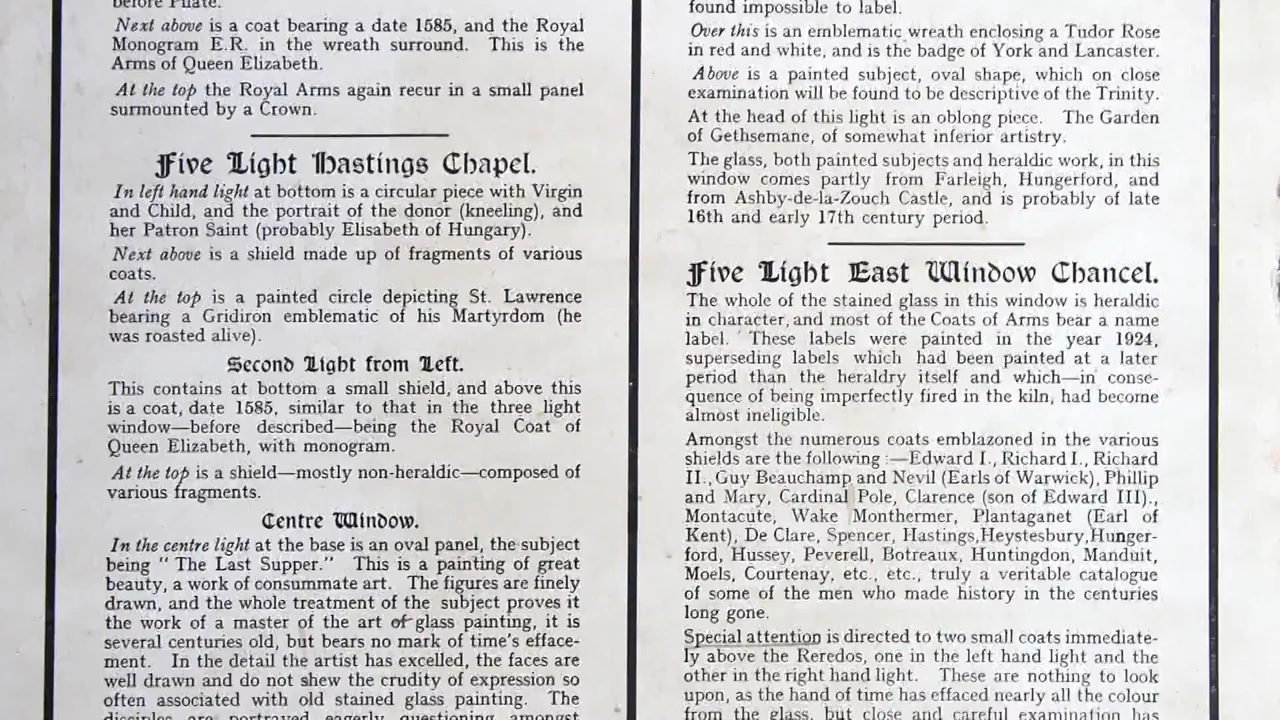 before Pilate.
Next above is a coat bearing a date 1585, and the Royal
Monogram E.R. in the wreath surround. This is the
Arms of Queen Elizabeth.
At the top the Royal Arms again recur in a small panel
surmounted by a Crown.
Five Light Hastings Chapel.
In left hand light at bottom is a circular piece with Virgin
and Child, and the portrait of the donor (kneeling), and
her Patron Saint (probably Elisabeth of Hungary).
Next above is a shield made up of fragments of various
coats.
At the top is a painted circle depicting St. Lawrence
bearing a Gridiron emblematic of his Martyrdom (he
was roasted alive).
Second Light from Left.
This contains at bottom a small shield, and above this
is a coat, date 1585, similar to that in the three light
window—before described—being the Royal Coat of
Queen Elizabeth, with monogram.
At the top is a shield—mostly non-heraldic—composed of
various fragments.
Centre Window.
In the centre light at the base is an oval panel, the subject
being " The Last Supper." This is a painting of great
beauty, a work of consummate art. The figures are finely
drawn, and the whole treatment of the subject proves it
the work of a master of the art of glass painting, it is
several centuries old, but bears no mark of time's efface-
ment. In the detail the artist has excelled, the faces are
well drawn and do not shew the crudity of expression so
often associated with old stained glass painting. The
disciples are portrayed eagerly questioning amongst
found impossible to label.
Over this is an emblematic wreath enclosing a Tudor Rose
in red and white, and is the badge of York and Lancaster.
Above is a painted subject, oval shape, which on close
examination will be found to be descriptive of the Trinity.
At the head of this light is an oblong piece. The Garden
of Gethsemane, of somewhat inferior artistry.
The glass, both painted subjects and heraldic work, in this
window comes partly from Farleigh, Hungerford, and
from Ashby-de-la-Zouch Castle, and is probably of late
16th and early 17th century period.
Five Light East Window Chancel.
The whole of the stained glass in this window is heraldic
in character, and most of the Coats of Arms bear a name
label. These labels were painted in the year 1924,
superseding labels which had been painted at a later
period than the heraldry itself and which—in conse-
quence of being imperfectly fired in the kiln, had become
almost ineligible.
Amongst the numerous coats emblazoned in the various
shields are the following :—Edward I., Richard I., Richard
II., Guy Beauchamp and Nevil (Earls of Warwick), Phillip
and Mary, Cardinal Pole, Clarence (son of Edward III).,
Montacute, Wake Monthermer, Plantaganet (Earl of
Kent), De Clare, Spencer, Hastings,Heystesbury,Hunger-
ford, Hussey, Peverell, Botreaux, Huntingdon, Manduit,
Moels, Courtenay, etc., etc., truly a veritable catalogue
of some of the men who made history in the centuries
long gone.
Special attention is directed to two small coats immediate-
ly above the Reredos, one in the left hand light and the
other in the right hand light. These are nothing to look
upon, as the hand of time has effaced nearly all the colour
from the glass, but close and careful examination has